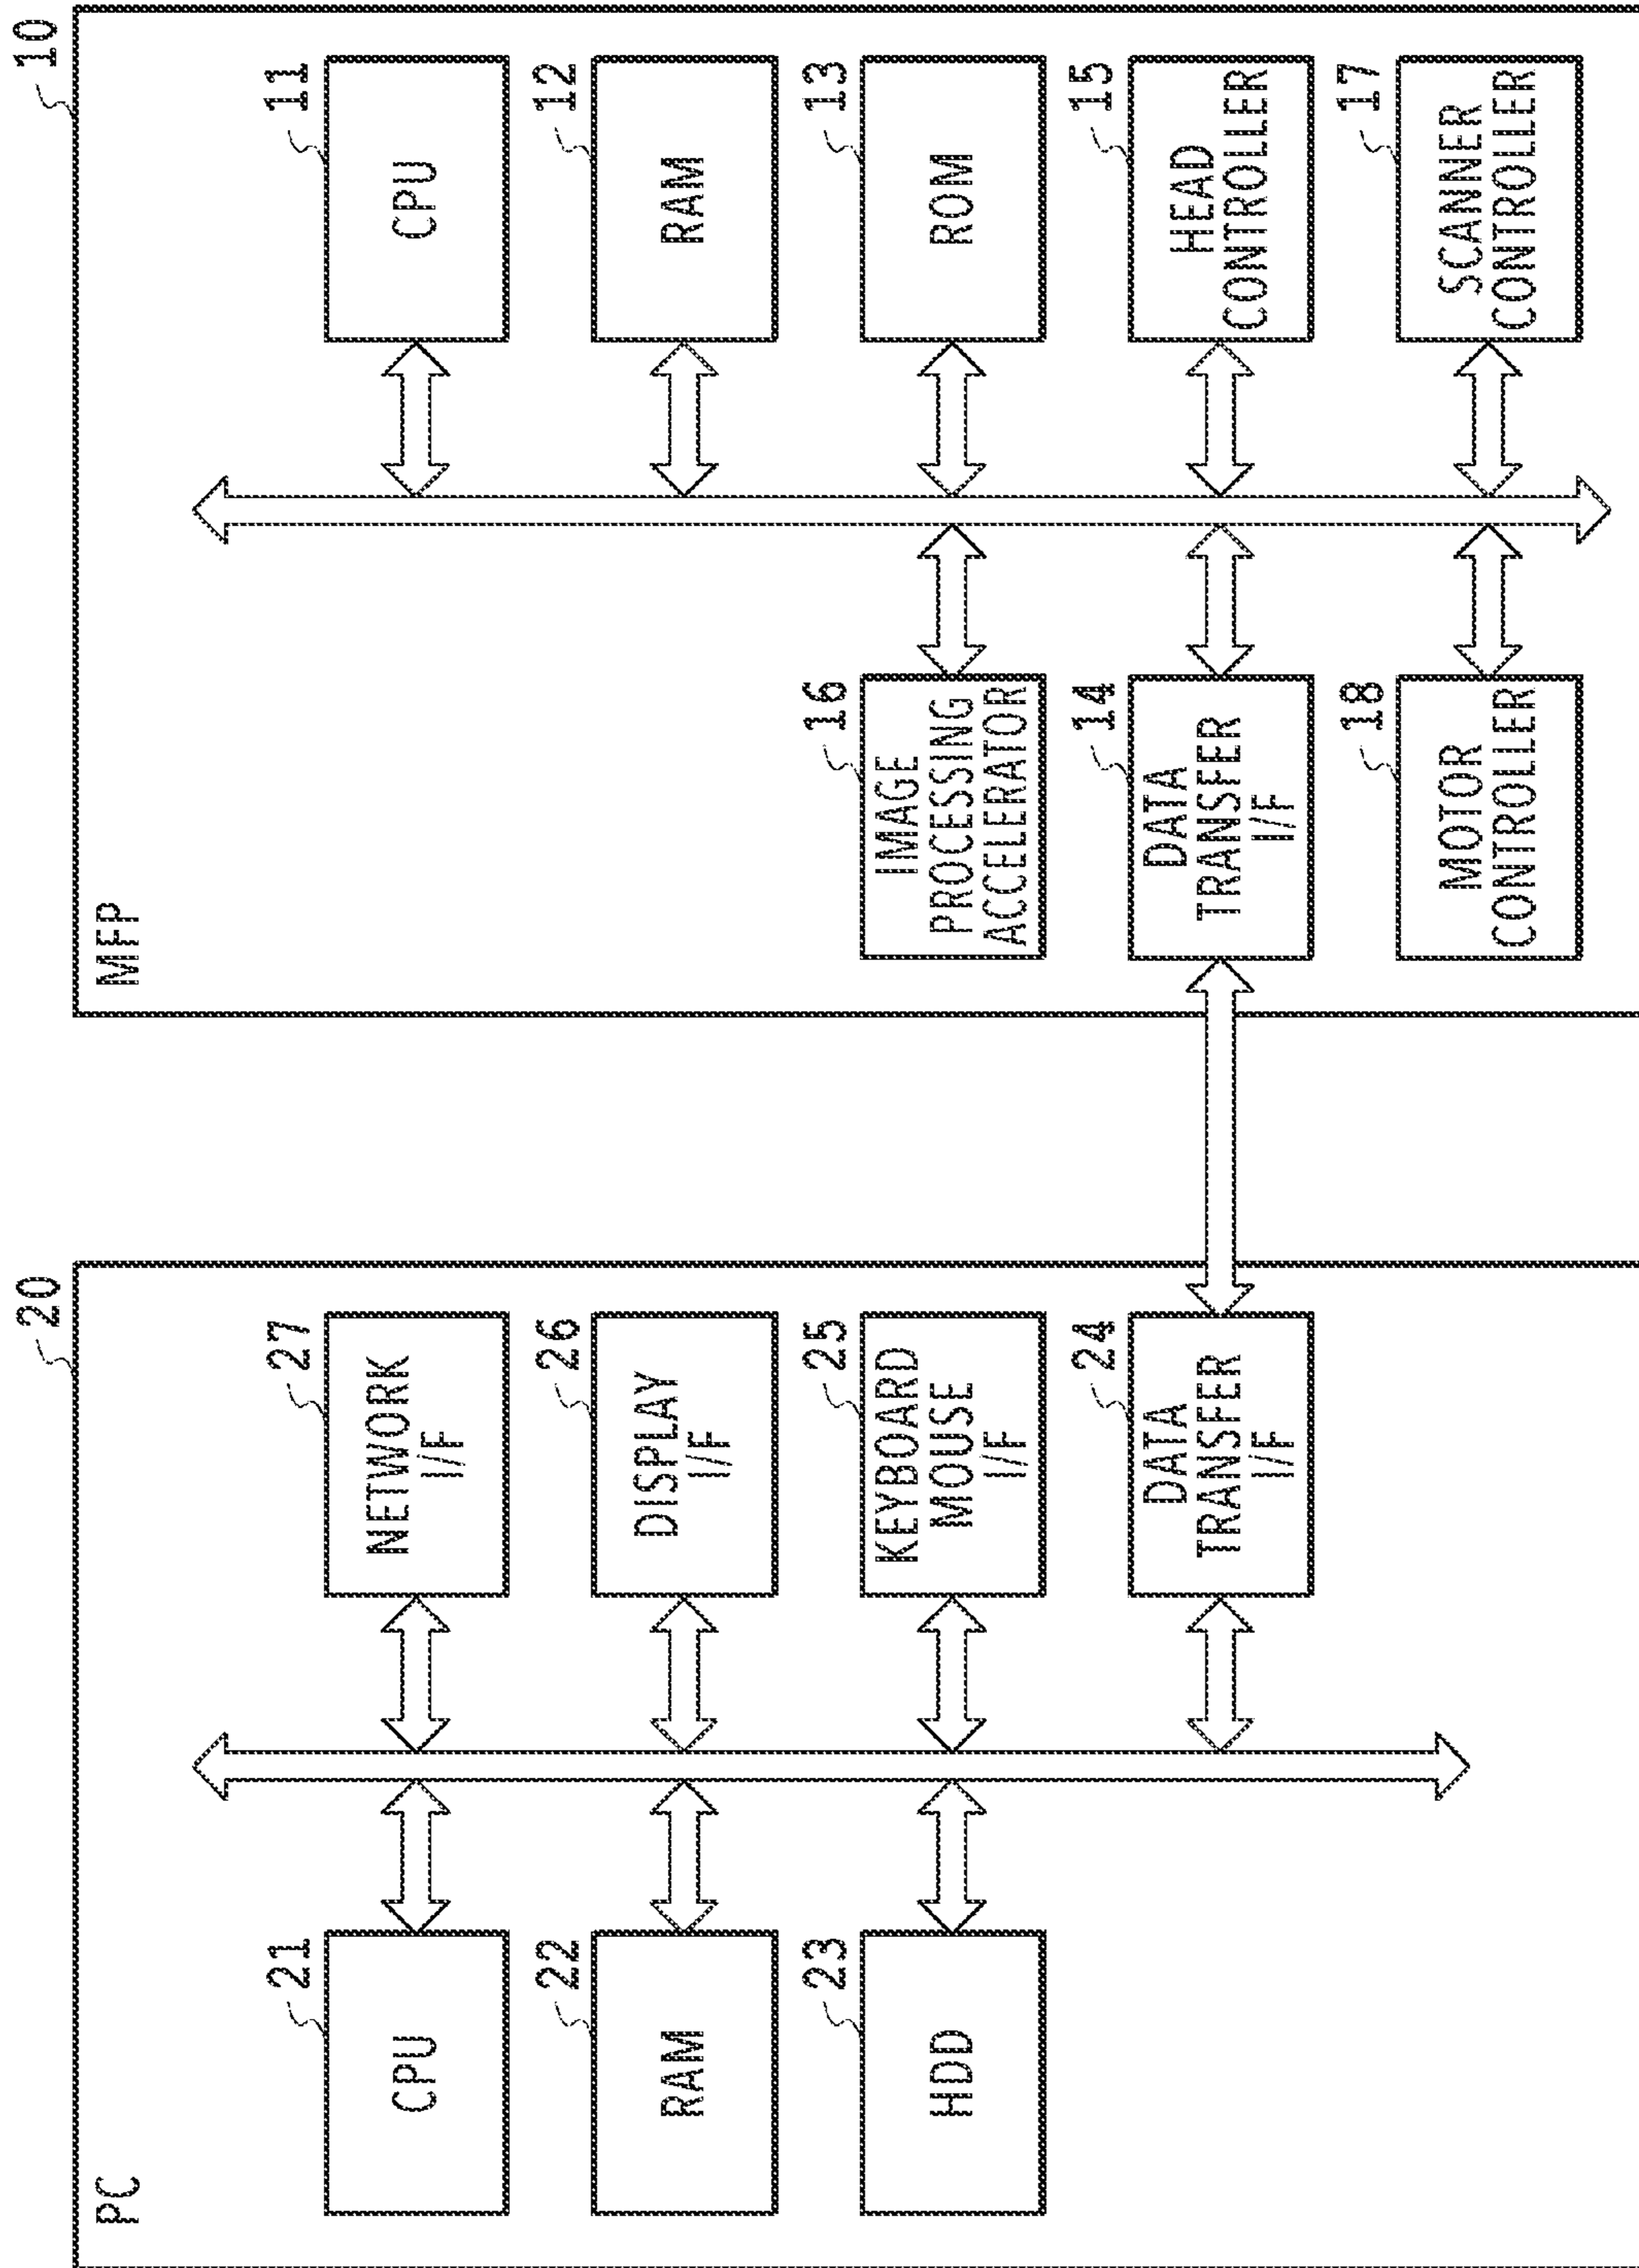 PC
20
CPU
21
RAM
22
HDD
23
NETWORK
I/F
27
DISPLAY
I/F
26
KEYBOARD
MOUSE
I/F
25
DATA
TRANSFER
I/F
24
MFP
10
IMAGE
PROCESSING
ACCELERATOR
16
DATA
TRANSFER
I/F
14
MOTOR
CONTROLLER
18
CPU
11
RAM
12
ROM
13
HEAD
CONTROLLER
15
SCANNER
CONTROLLER
17